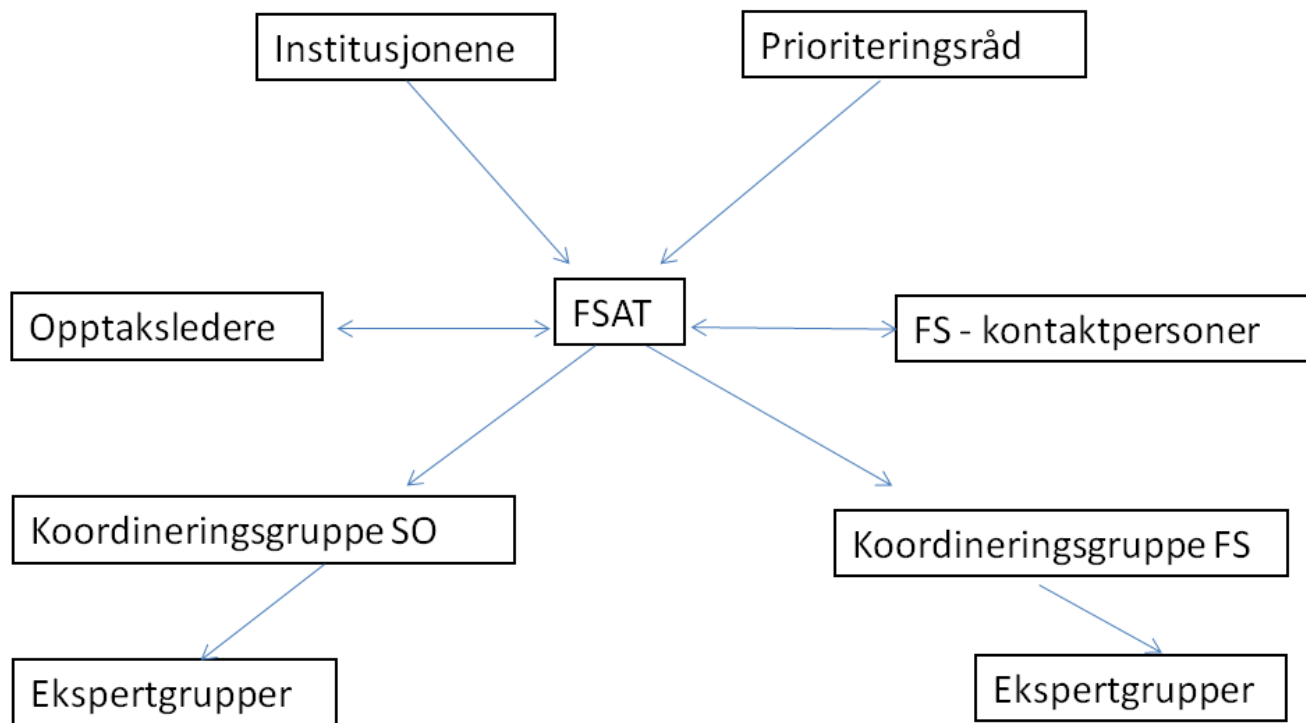 Institusjonene
Prioriteringsråd
FSAT
Opptaksledere
FS - kontaktpersoner
Koordineringsgruppe SO
Koordineringsgruppe FS
Ekspertgrupper
Ekspertgrupper